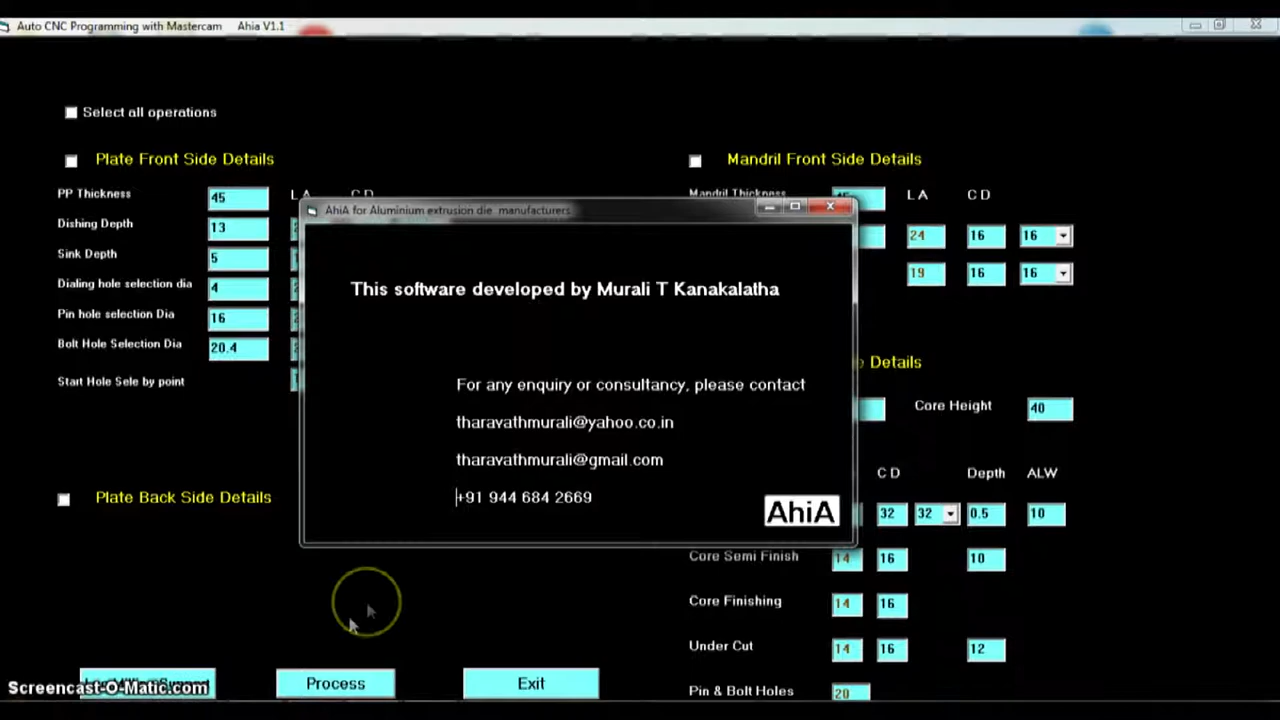 Auto CNC Programming with Mastercam Ahia V1.1
Select all operations
Plate Front Side Details
PP Thickness 45 LA CD
Dishing Depth 13
Sink Depth 5
Dialing hole selection dia 4
Pin hole selection Dia 16
Bolt Hole Selection Dia 20.4
Start Hole Sele by point
Plate Back Side Details
Mandril Front Side Details
Mandril Thickness LA CD
24 16 16
19 16 16
Details
Core Height 40
CD Depth ALW
32 32 0.5 10
Core Semi Finish 14 16 10
Core Finishing 14 16
Under Cut 14 16 12
Pin & Bolt Holes 20
AhiA for Aluminium extrusion die manufacturers
This software developed by Murali T Kanakalatha
For any enquiry or consultancy, please contact
tharavathmurali@yahoo.co.in
tharavathmurali@gmail.com
+91 944 684 2669
AhiA
Process
Exit
Screencast-O-Matic.com